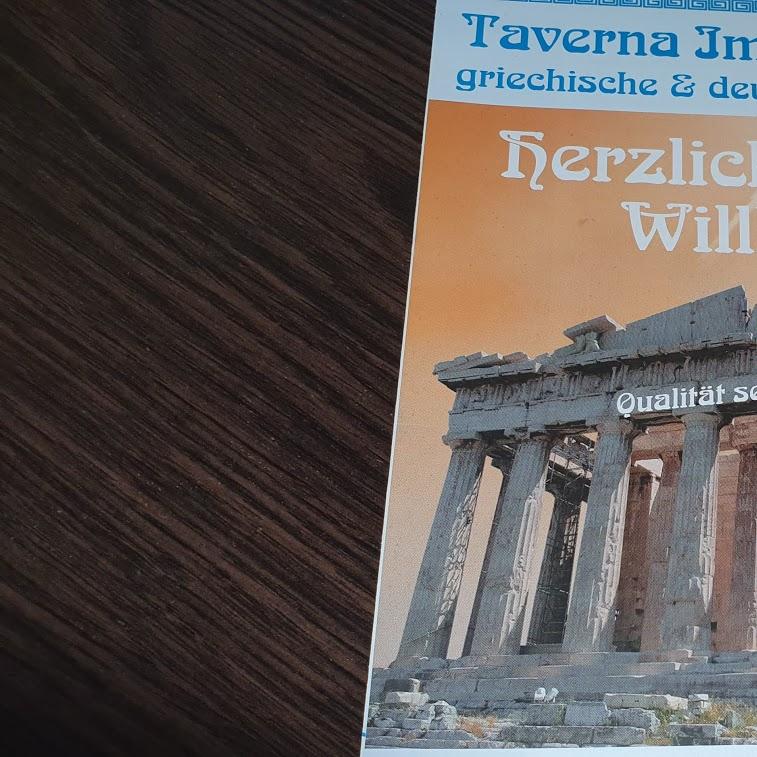 Taverna Im
griechische & deu
Herzlich
Will
Qualität se